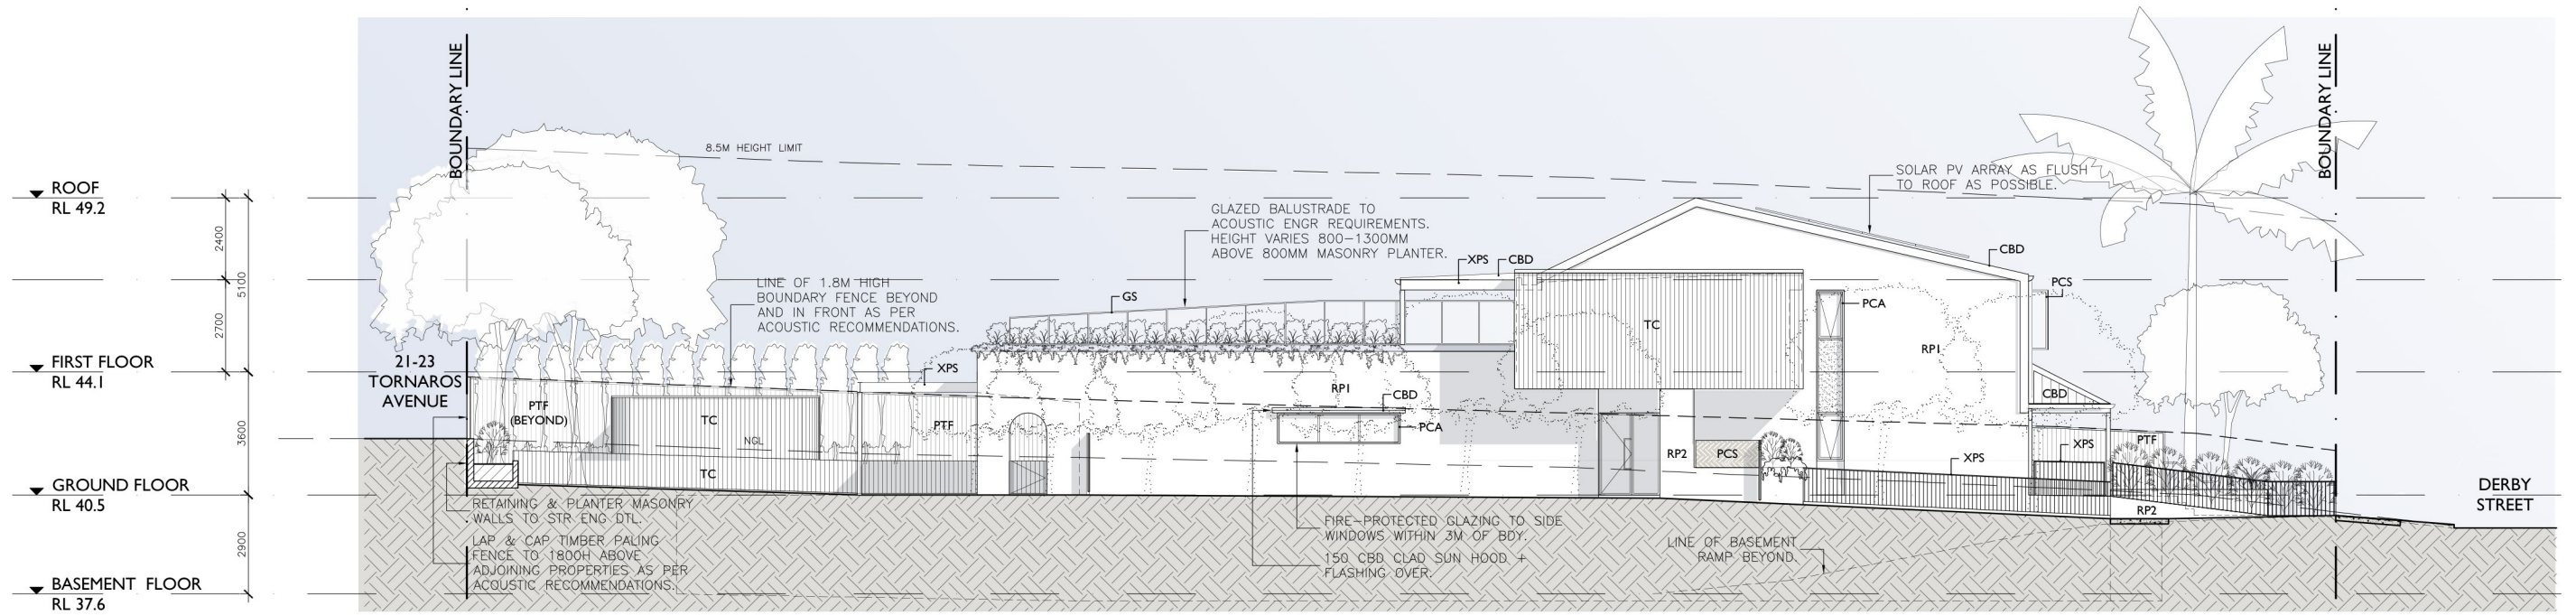 BOUNDARY LINE
BOUNDARY LINE
8.5M HEIGHT LIMIT
ROOF
RL 49.2
SOLAR PV ARRAY AS FLUSH
TO ROOF AS POSSIBLE.
2400
5100
2700
GLAZED BALUSTRADE TO
ACOUSTIC ENGR REQUIREMENTS.
HEIGHT VARIES 800-1300MM
ABOVE 800MM MASONRY PLANTER.
XPS
CBD
CBD
LINE OF 1.8M HIGH
BOUNDARY FENCE BEYOND
AND IN FRONT AS PER
ACOUSTIC RECOMMENDATIONS.
GS
PCS
PCA
TC
RP1
FIRST FLOOR
RL 44.1
21-23
TORNAROS
AVENUE
XPS
RP1
CBD
CBD
PTF
(BEYOND)
TC
PTF
PCA
NGL
3600
TC
RP2
PCS
XPS
XPS
PTF
GROUND FLOOR
RL 40.5
RETAINING & PLANTER MASONRY
WALLS TO STR ENG DTL.
RP2
DERBY
STREET
LAP & CAP TIMBER PALING
FENCE TO 1800H ABOVE
ADJOINING PROPERTIES AS PER
ACOUSTIC RECOMMENDATIONS.
FIRE-PROTECTED GLAZING TO SIDE
WINDOWS WITHIN 3M OF BDY.
150 CBD CLAD SUN HOOD +
FLASHING OVER.
LINE OF BASEMENT
RAMP BEYOND.
2900
BASEMENT FLOOR
RL 37.6